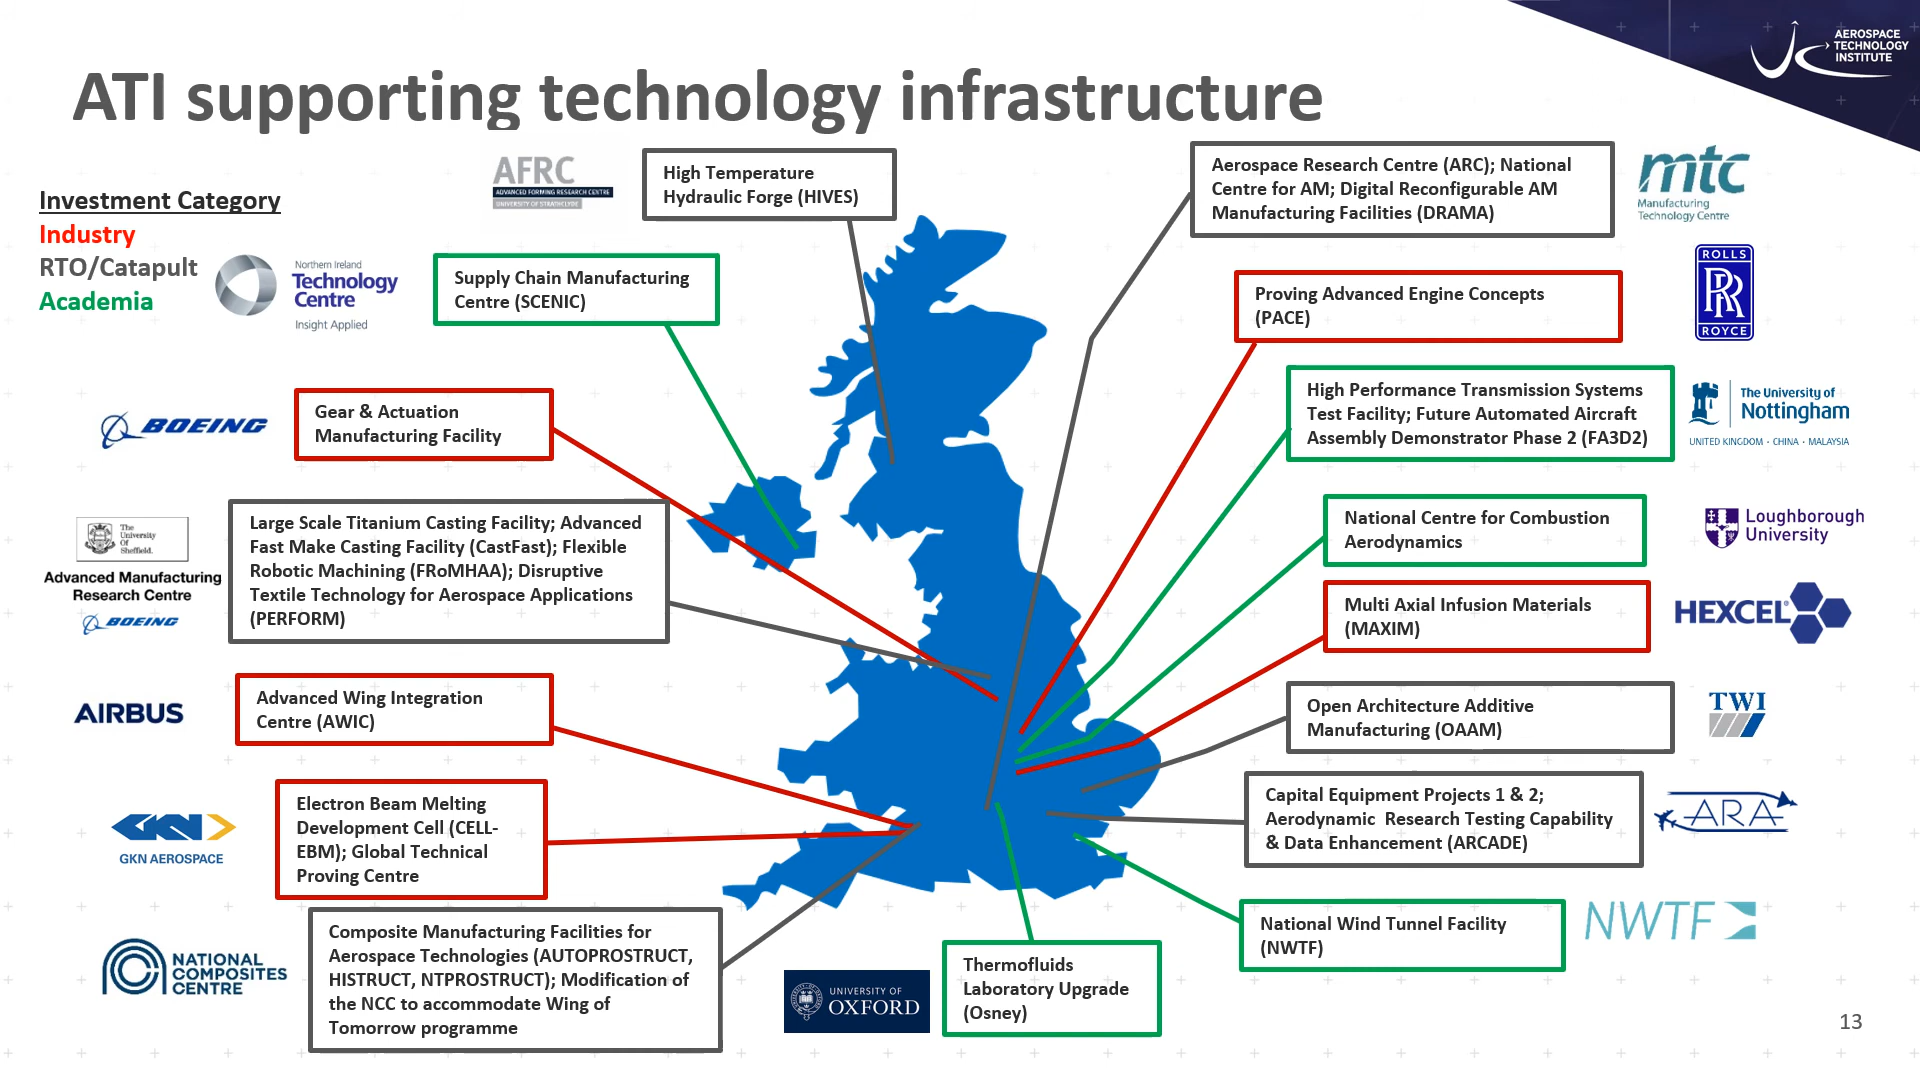 AEROSPACE
TECHNOLOGY
INSTITUTE
ATI supporting technology infrastructure
Investment Category
Industry
RTO/Catapult
Academia
AFRC
ADVANCED FORMING RESEARCH CENTRE
UNIVERSITY OF STRATHCLYDE
High Temperature
Hydraulic Forge (HIVES)
Aerospace Research Centre (ARC); National
Centre for AM; Digital Reconfigurable AM
Manufacturing Facilities (DRAMA)
mtc
Manufacturing
Technology Centre
Northern Ireland
Technology
Centre
Insight Applied
Supply Chain Manufacturing
Centre (SCENIC)
Proving Advanced Engine Concepts
(PACE)
ROLLS
RR
ROYCE
BOEING
Gear & Actuation
Manufacturing Facility
High Performance Transmission Systems
Test Facility; Future Automated Aircraft
Assembly Demonstrator Phase 2 (FA3D2)
The University of
Nottingham
UNITED KINGDOM · CHINA · MALAYSIA
The
University
Of
Sheffield.
Advanced Manufacturing
Research Centre
BOEING
Large Scale Titanium Casting Facility; Advanced
Fast Make Casting Facility (CastFast); Flexible
Robotic Machining (FRoMHAA); Disruptive
Textile Technology for Aerospace Applications
(PERFORM)
National Centre for Combustion
Aerodynamics
Loughborough
University
Multi Axial Infusion Materials
(MAXIM)
HEXCEL
AIRBUS
Advanced Wing Integration
Centre (AWIC)
Open Architecture Additive
Manufacturing (OAAM)
TWI
GKN
GKN AEROSPACE
Electron Beam Melting
Development Cell (CELL-
EBM); Global Technical
Proving Centre
Capital Equipment Projects 1 & 2;
Aerodynamic Research Testing Capability
& Data Enhancement (ARCADE)
ARA
NATIONAL
COMPOSITES
CENTRE
Composite Manufacturing Facilities for
Aerospace Technologies (AUTOPROSTRUCT,
HISTRUCT, NTPROSTRUCT); Modification of
the NCC to accommodate Wing of
Tomorrow programme
UNIVERSITY OF
OXFORD
Thermofluids
Laboratory Upgrade
(Osney)
National Wind Tunnel Facility
(NWTF)
NWTF
13